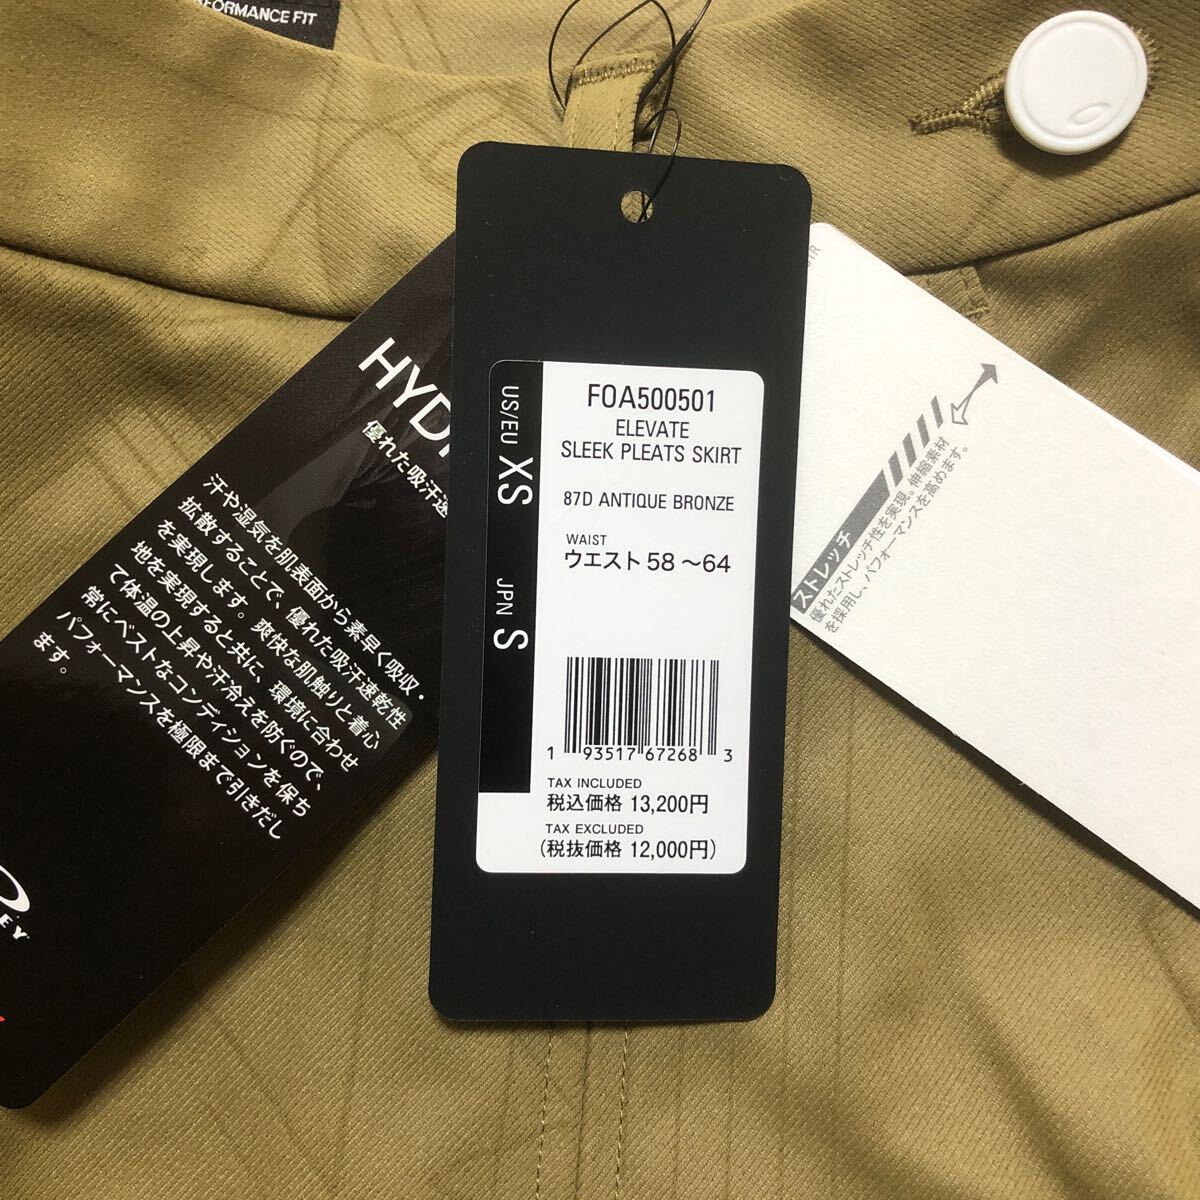 PERFORMANCE FIT
HYD
優れた吸汗速
汗や湿気を肌表面から素早く吸収・
拡散することで、優れた吸汗速乾性
を実現します。爽快な肌触りと着心
地を実現すると共に、環境に合わせ
て体温の上昇や汗冷えを防ぐので、
常にベストなコンディションを保ち
パフォーマンスを極限まで引きだし
ます。
EY
US/EU XS
JPN S
FOA500501
ELEVATE
SLEEK PLEATS SKIRT
87D ANTIQUE BRONZE
WAIST
ウエスト 58 ～64
1 93517 67268 3
TAX INCLUDED
税込価格 13,200円
TAX EXCLUDED
(税抜価格 12,000円)
ストレッチ
優れたストレッチ性を実現。伸縮素材
を採用し、パフォーマンスを高めます。